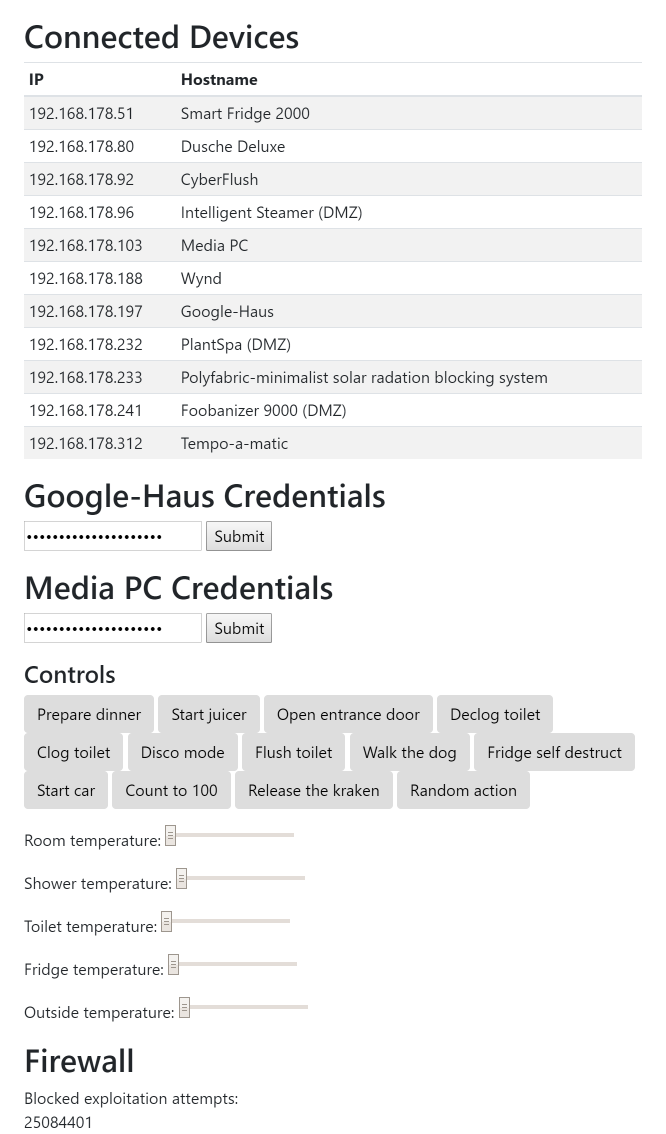 Connected Devices
IP Hostname
192.168.178.51 Smart Fridge 2000
192.168.178.80 Dusche Deluxe
192.168.178.92 CyberFlush
192.168.178.96 Intelligent Steamer (DMZ)
192.168.178.103 Media PC
192.168.178.188 Wynd
192.168.178.197 Google-Haus
192.168.178.232 PlantSpa (DMZ)
192.168.178.233 Polyfabric-minimalist solar radation blocking system
192.168.178.241 Foobanizer 9000 (DMZ)
192.168.178.312 Tempo-a-matic
Google-Haus Credentials
••••••••••••••••••••• Submit
Media PC Credentials
••••••••••••••••••••• Submit
Controls
Prepare dinner Start juicer Open entrance door Declog toilet
Clog toilet Disco mode Flush toilet Walk the dog Fridge self destruct
Start car Count to 100 Release the kraken Random action
Room temperature:
Shower temperature:
Toilet temperature:
Fridge temperature:
Outside temperature:
Firewall
Blocked exploitation attempts:
25084401